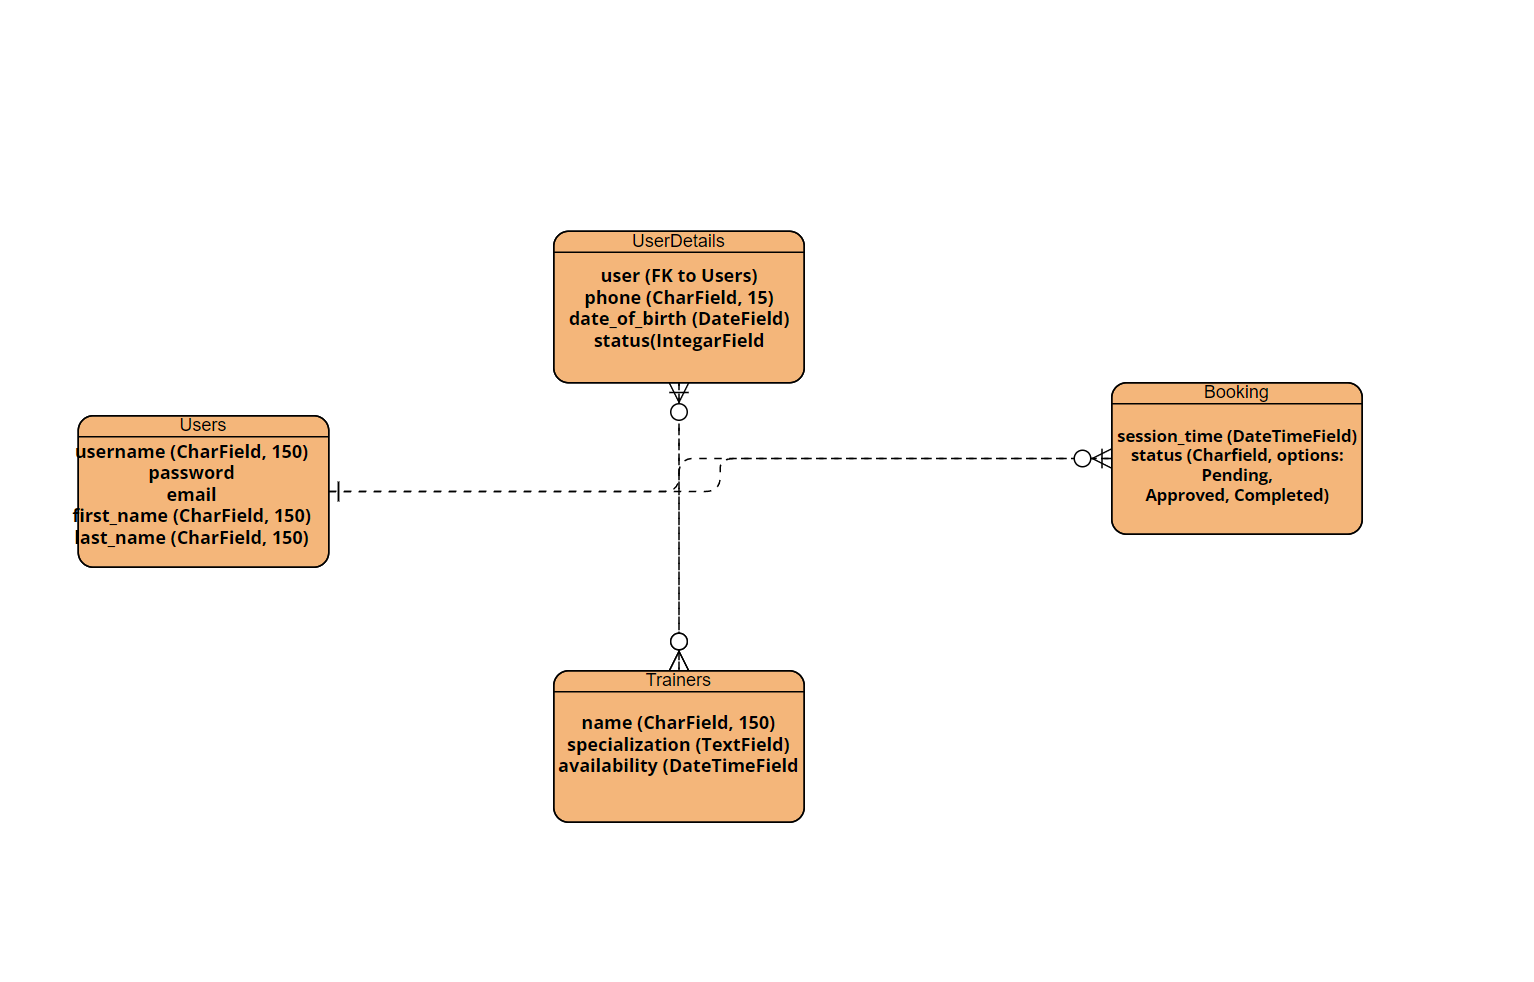 UserDetails
user (FK to Users)
phone (CharField, 15)
date_of_birth (DateField)
status(IntegarField
Users
username (CharField, 150)
password
email
first_name (CharField, 150)
last_name (CharField, 150)
Booking
session_time (DateTimeField)
status (Charfield, options:
Pending,
Approved, Completed)
Trainers
name (CharField, 150)
specialization (TextField)
availability (DateTimeField